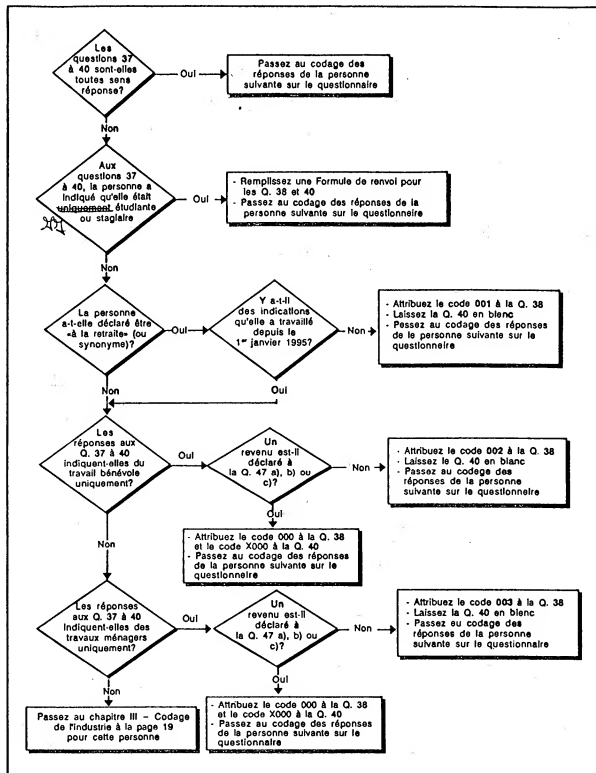 Les
questions 37
à 40 sont-elles
toutes sens
réponse?
Oui
Passez au codage des
réponses de la personne
suivante sur le questionnaire
Non
Aux
questions 37
à 40, la personne a
indiqué qu'elle était
uniquement étudiante
ou stagiaire
Oui
- Remplissez une Formule de renvoi pour
les Q. 38 et 40
- Passez au codage des réponses de la
personne suivante sur le questionneire
Non
La personne
a-t-elle déclaré être
«à la retraite» (ou
synonyme)?
Oui
Y a-t-il
des indications
qu'elle a travaillé
depuis le
1er janvier 1995?
Non
- Attribuez le code 001 à la Q. 38
- Laissez la Q. 40 en blenc
- Pessez au codage des réponses
de le personne suivante sur le
questionneire
Oui
Non
Les
réponses aux
Q. 37 à 40
indiquent-elles du
travail bénévole
uniquement?
Oui
Un
revenu est-il
déclaré à
la Q. 47 a), b) ou
c)?
Non
- Attribuez le code 002 à la Q. 38
- Laissez le Q. 40 en blanc
- Passez au codege des
réponses de la personne
suivante sur le questionnelre
Oui
- Attribuez le code 000 à la Q. 38
et le code X000 à la Q. 40
- Passez au codage des réponses
de la personne suivante sur le
questionneire
Non
Les réponses
aux Q. 37 à 40
Indiquent-elles des
travaux ménagers
uniquement?
Oui
Un
revenu est-il
déclaré à
la Q. 47 a), b) ou
c)?
Non
- Attribuez le code 003 à la Q. 38
- Laissez la Q. 40 en blanc
- Passez eu codage des
réponses de la personne
suivante sur le questionnaire
Oui
- Attribuez le code 000 à la Q. 38
et le code X000 à la Q. 40
- Passez au codage des réponses
de la personne suivante sur le
questionnaire
Non
Passez au chapitre III – Codage
de l'industrie à la page 19
pour cette personne